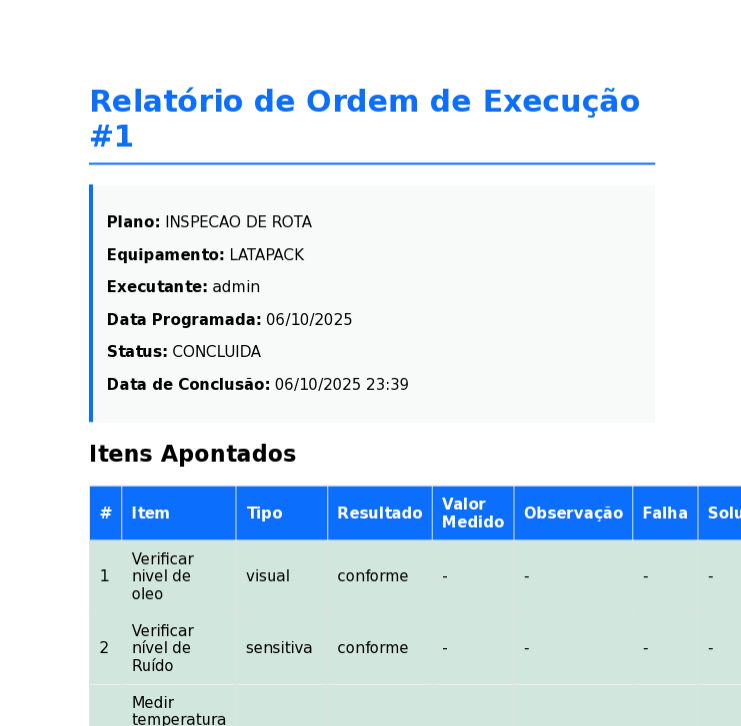 Relatório de Ordem de Execução
#1
Plano: INSPECAO DE ROTA
Equipamento: LATAPACK
Executante: admin
Data Programada: 06/10/2025
Status: CONCLUIDA
Data de Conclusão: 06/10/2025 23:39
Itens Apontados
# Item Tipo Resultado Valor Medido Observação Falha Solu
1 Verificar nivel de oleo visual conforme - - - -
2 Verificar nível de Ruído sensitiva conforme - - - -
Medir
temperatura